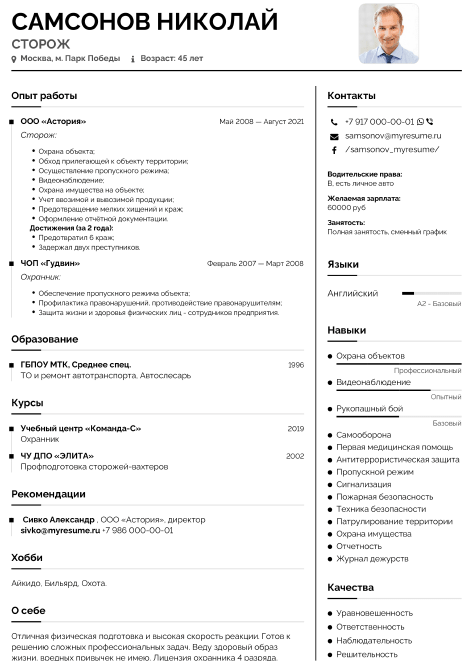 САМСОНОВ НИКОЛАЙ
СТОРОЖ
Москва, м. Парк Победы
Возраст: 45 лет
Опыт работы
ООО «Астория»
Май 2008 — Август 2021
Сторож:
Охрана объекта;
Обход прилегающей к объекту территории;
Осуществление пропускного режима;
Видеонаблюдение;
Охрана имущества на объекте;
Учет ввозимой и вывозимой продукции;
Предотвращение мелких хищений и краж;
Оформление отчётной документации.
Достижения (за 2 года):
Предотвратил 6 краж;
Задержал двух преступников.
ЧОП «Гудвин»
Февраль 2007 — Март 2008
Охранник:
Обеспечение пропускного режима объекта;
Профилактика правонарушений, противодействие правонарушителям;
Защита жизни и здоровья физических лиц - сотрудников предприятия.
Образование
ГБПОУ МТК, Среднее спец.
1996
ТО и ремонт автотранспорта, Автослесарь
Курсы
Учебный центр «Команда-С»
2019
Охранник
ЧУ ДПО «ЭЛИТА»
2002
Профподготовка сторожей-вахтеров
Рекомендации
Сивко Александр , ООО «Астория», директор
sivko@myresume.ru +7 986 000-00-01
Хобби
Айкидо, Бильярд, Охота.
О себе
Отличная физическая подготовка и высокая скорость реакции. Готов к
решению сложных профессиональных задач. Веду здоровый образ
жизни, вредных привычек не имею. Лицензия охранника 4 разряда.
Контакты
+7 917 000-00-01
samsonov@myresume.ru
/samsonov_myresume/
Водительские права:
B, есть личное авто
Желаемая зарплата:
60000 руб
Занятость:
Полная занятость, сменный график
Языки
Английский
A2 - Базовый
Навыки
Охрана объектов
Профессиональный
Видеонаблюдение
Опытный
Рукопашный бой
Базовый
Самооборона
Первая медицинская помощь
Антитеррористическая защита
Пропускной режим
Сигнализация
Пожарная безопасность
Техника безопасности
Патрулирование территории
Охрана имущества
Отчетность
Журнал дежурств
Качества
Уравновешенность
Ответственность
Наблюдательность
Решительность